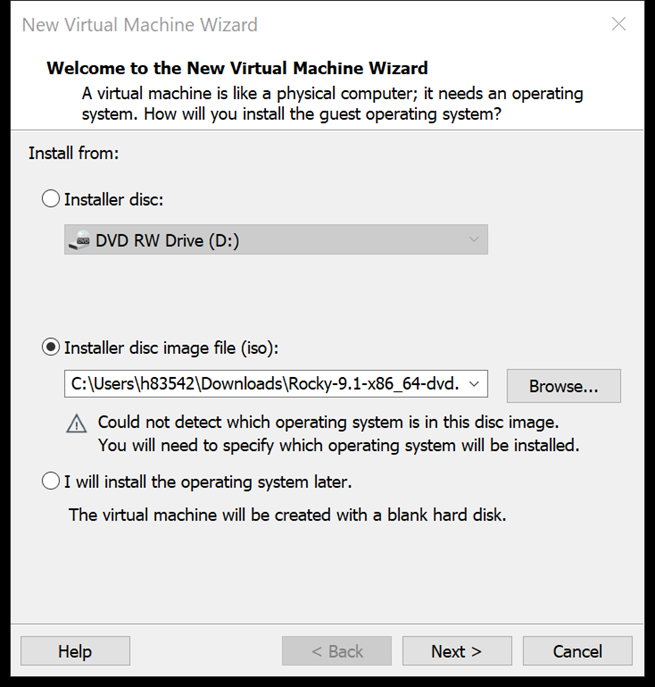 New Virtual Machine Wizard
Welcome to the New Virtual Machine Wizard
A virtual machine is like a physical computer; it needs an operating
system. How will you install the guest operating system?
Install from:
Installer disc:
DVD RW Drive (D:)
Installer disc image file (iso):
C:\Users\h83542\Downloads\Rocky-9.1-x86_64-dvd.
Browse...
Could not detect which operating system is in this disc image.
You will need to specify which operating system will be installed.
I will install the operating system later.
The virtual machine will be created with a blank hard disk.
Help
< Back
Next >
Cancel